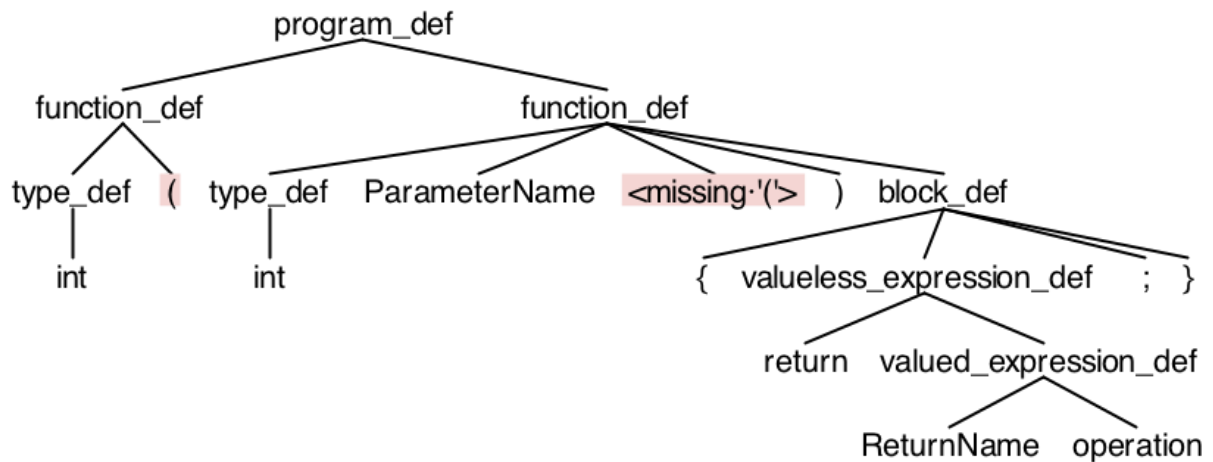 program_def
function_def function_def
type_def ( type_def ParameterName <missing·'('> ) block_def
int int { valueless_expression_def ; }
return valued_expression_def
ReturnName operation